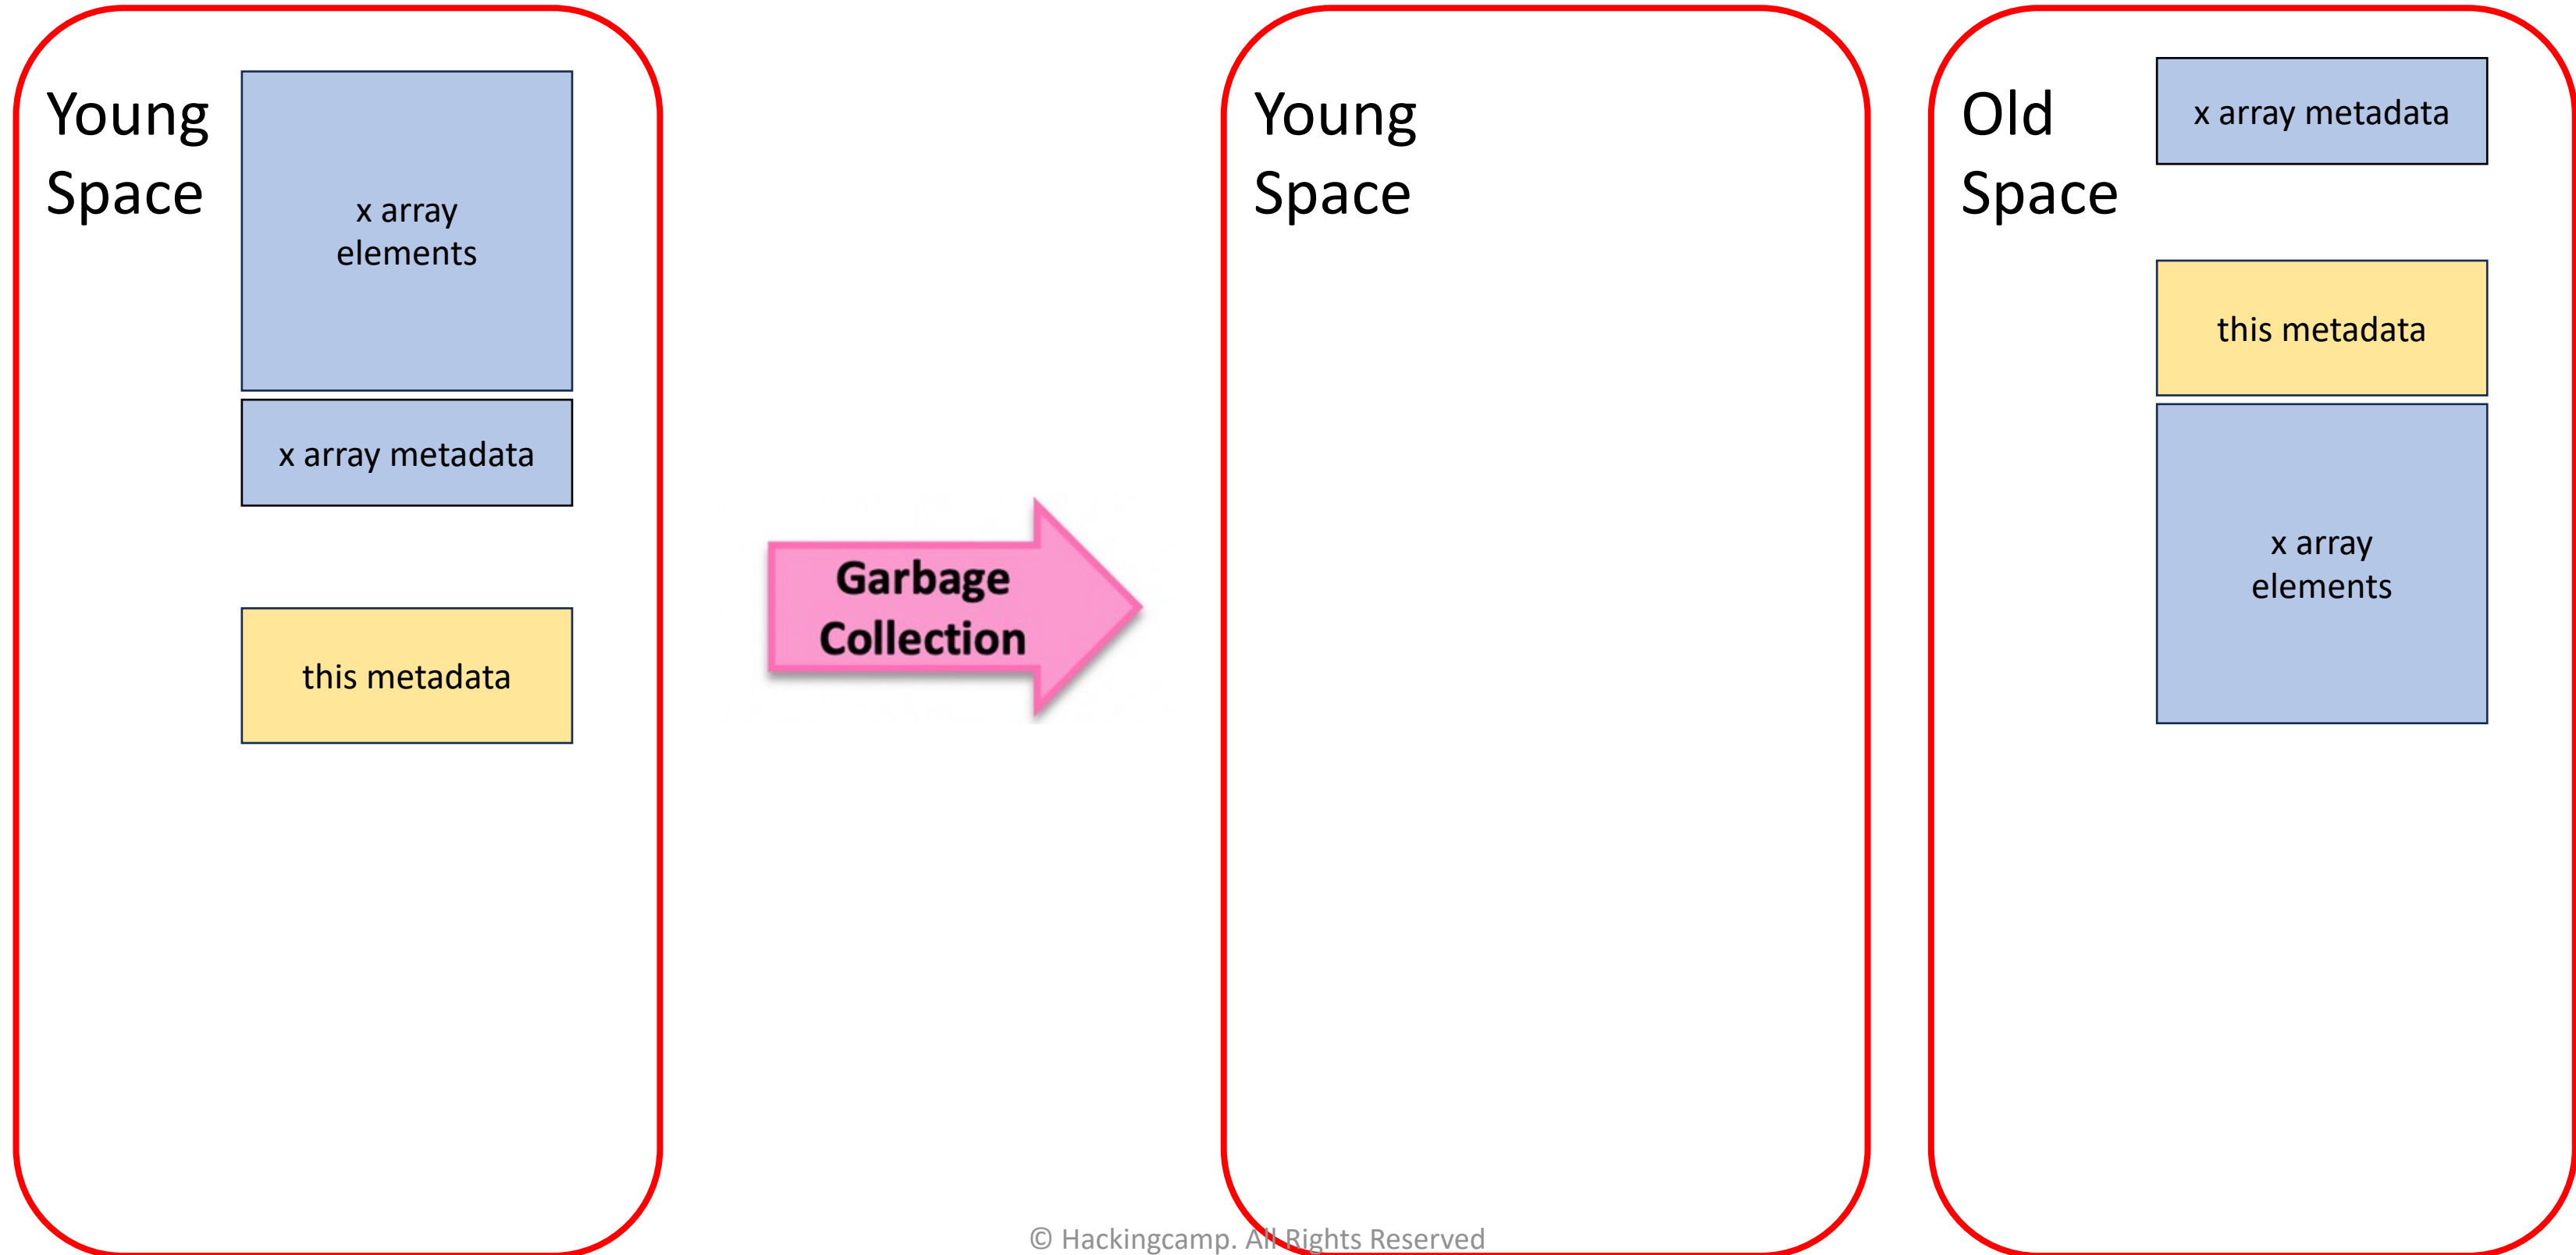 Young
Space
x array
elements
x array metadata
this metadata
Garbage
Collection
Young
Space
Old
Space
x array metadata
this metadata
x array
elements
© Hackingcamp. All Rights Reserved